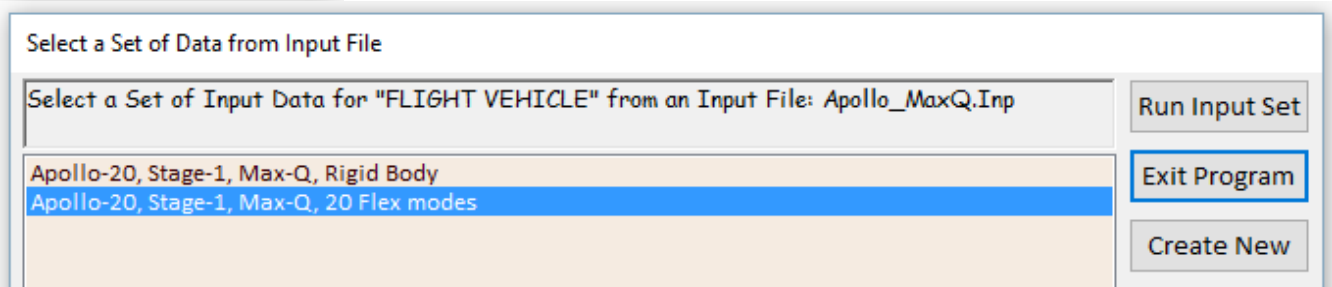 Select a Set of Data from Input File
Select a Set of Input Data for "FLIGHT VEHICLE" from an Input File: Apollo_MaxQ.Inp
Run Input Set
Apollo-20, Stage-1, Max-Q, Rigid Body
Exit Program
Apollo-20, Stage-1, Max-Q, 20 Flex modes
Create New